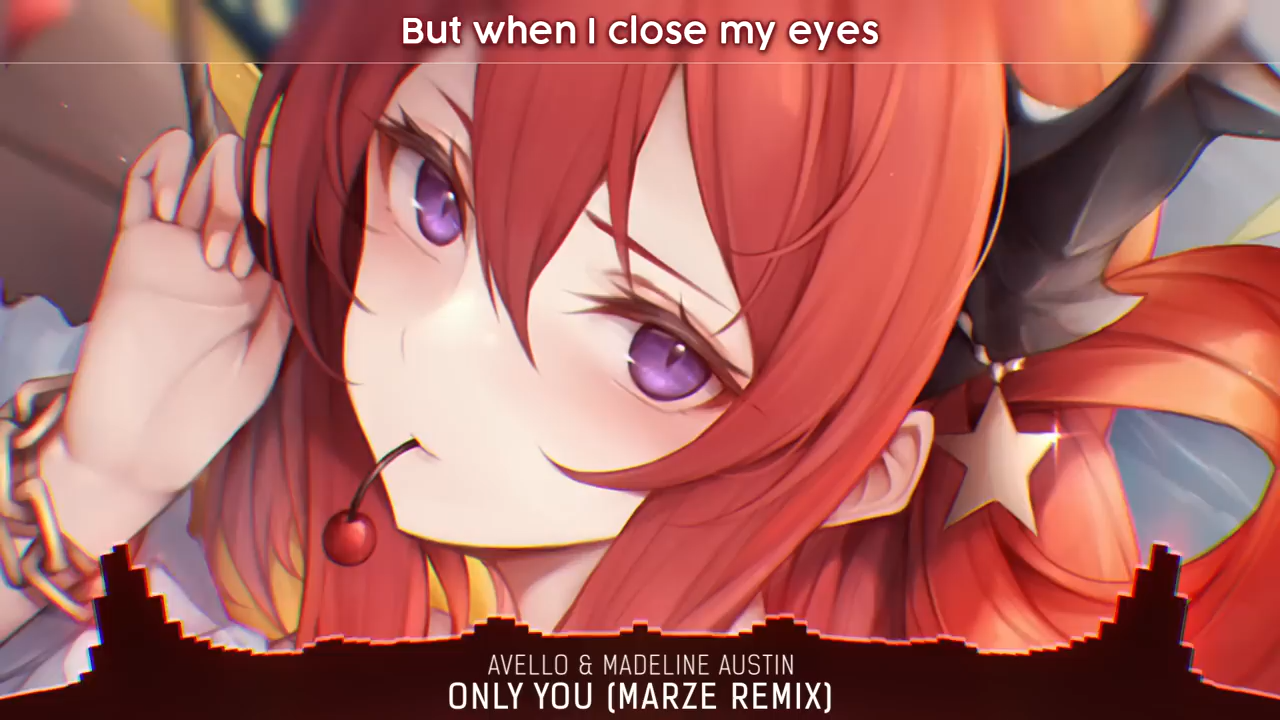 But when I close my eyes
AVELLO & MADELINE AUSTIN
ONLY YOU (MARZE REMIX)